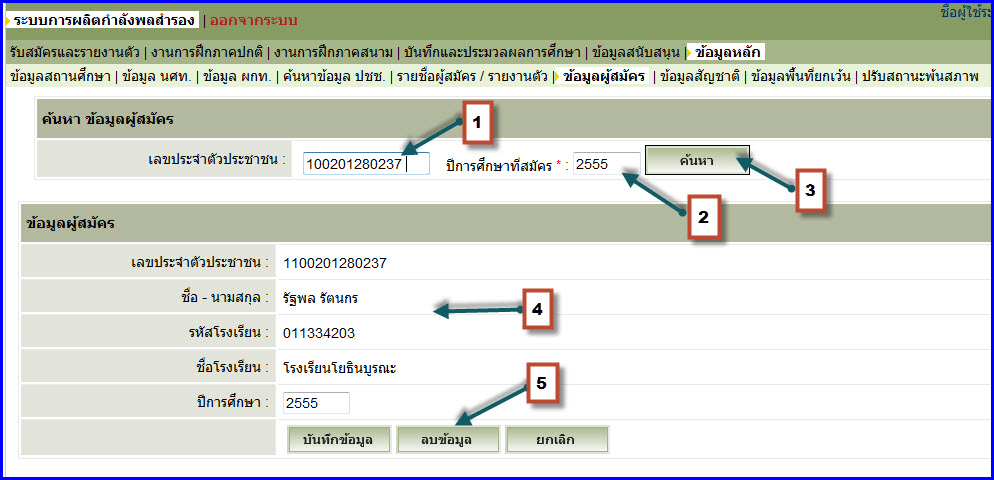 ระบบการผลิตกำลังพลสำรอง | ออกจากระบบ
ชื่อผู้ใช้ระ
รับสมัครและรายงานตัว | งานการฝึกภาคปกติ | งานการฝึกภาคสนาม | บันทึกและประมวลผลการศึกษา | ข้อมูลสนับสนุน | ข้อมูลหลัก
ข้อมูลสถานศึกษา | ข้อมูล นศท. | ข้อมูล ผกท. | ค้นหาข้อมูล ปชช. | รายชื่อผู้สมัคร / รายงานตัว | ข้อมูลผู้สมัคร | ข้อมูลสัญชาติ | ข้อมูลพื้นที่ยกเว้น | ปรับสถานะพ้นสภาพ
ค้นหา ข้อมูลผู้สมัคร
1
เลขประจำตัวประชาชน : 100201280237 ปีการศึกษาที่สมัคร * : 2555 ค้นหา
3
2
ข้อมูลผู้สมัคร
เลขประจำตัวประชาชน : 1100201280237
ชื่อ - นามสกุล : รัฐพล รัตนกร
4
รหัสโรงเรียน : 011334203
ชื่อโรงเรียน : โรงเรียนโยธินบูรณะ
5
ปีการศึกษา : 2555
บันทึกข้อมูล ลบข้อมูล ยกเลิก